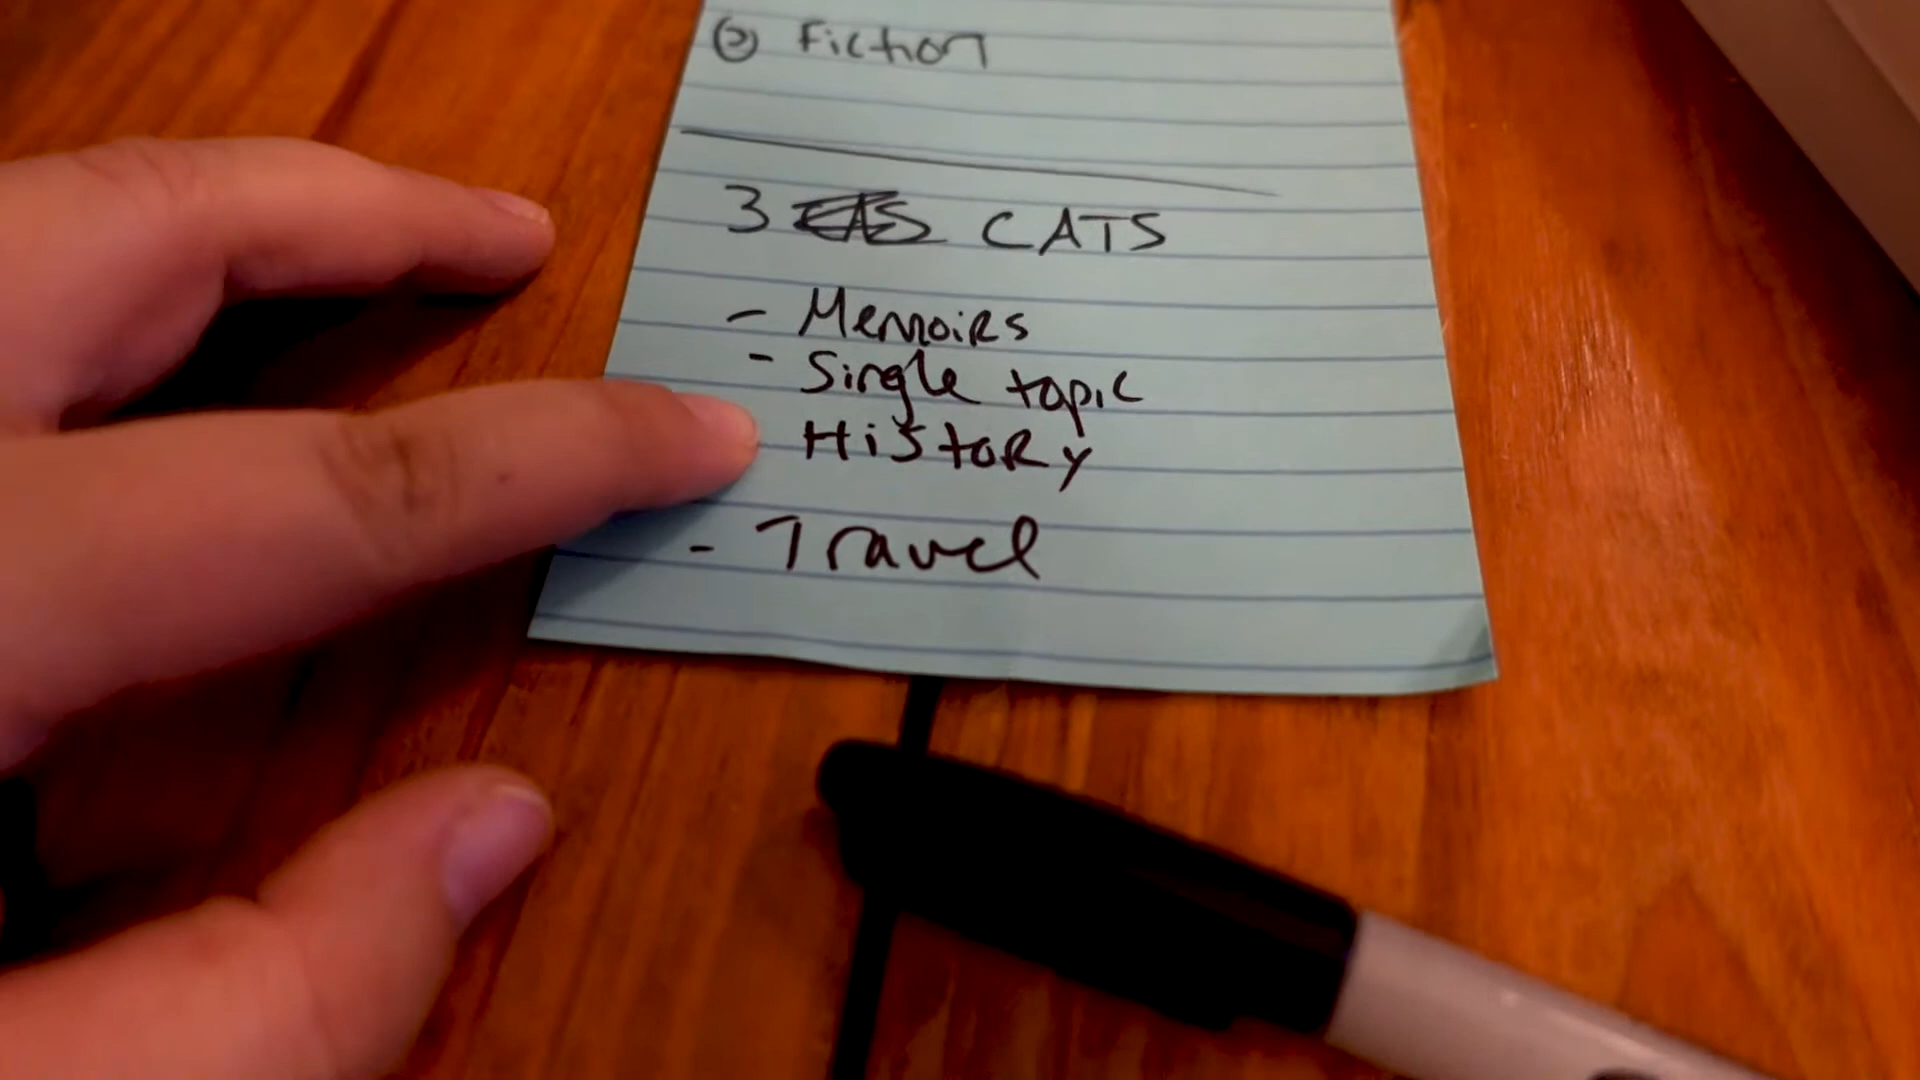 ② Fiction
3 CATS
- Memoirs
- Single topic
History
- Travel